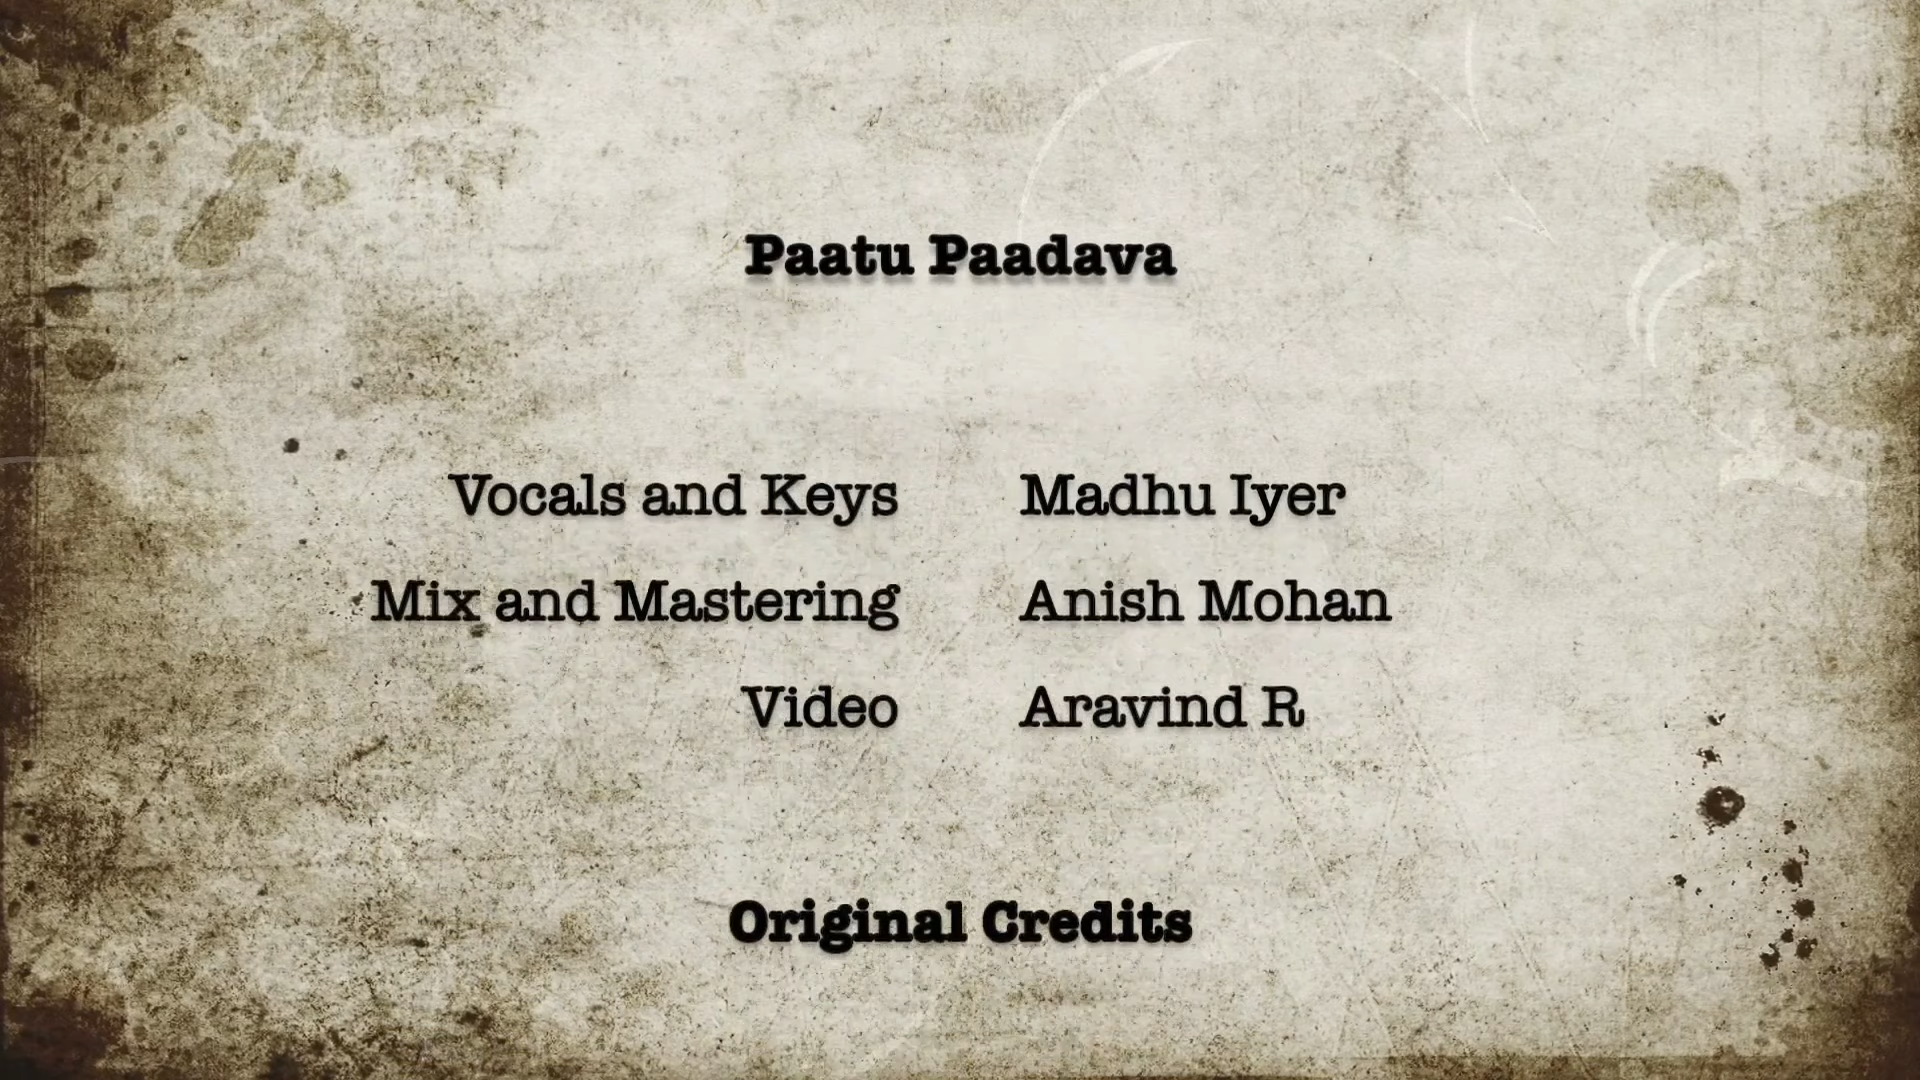 Paatu Paadava
Vocals and Keys Madhu Iyer
Mix and Mastering Anish Mohan
Video Aravind R
Original Credits